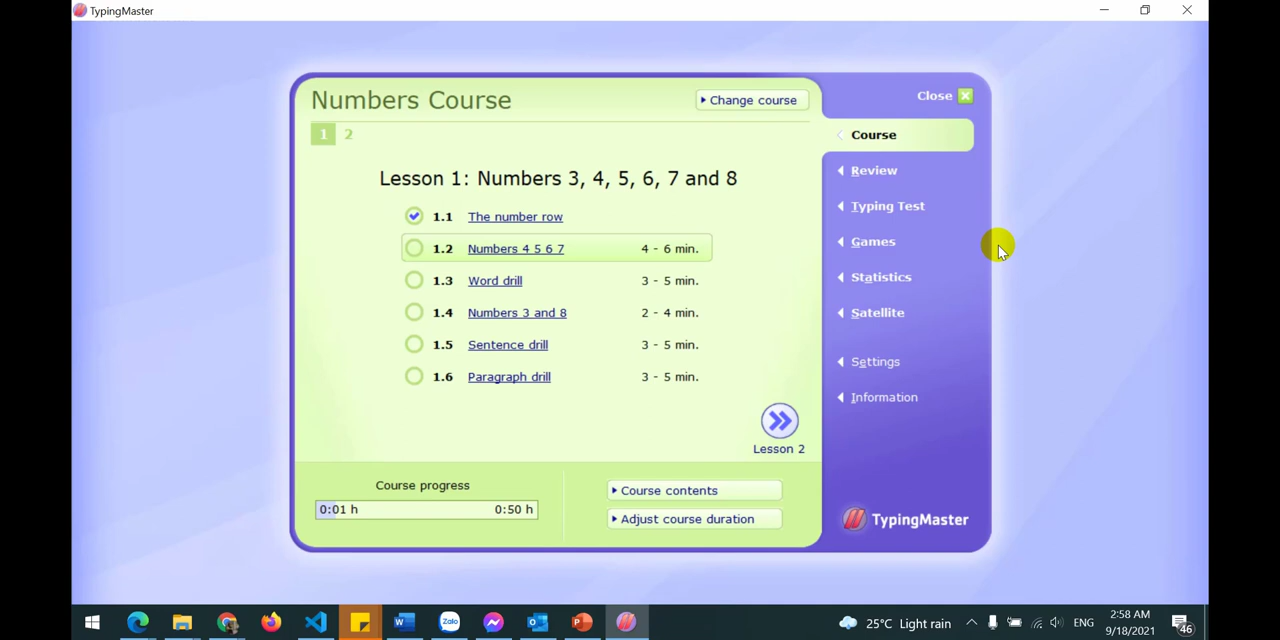 TypingMaster
Numbers Course
Change course
Close
1 2
Course
Review
Typing Test
Games
Statistics
Satellite
Settings
Information
Lesson 1: Numbers 3, 4, 5, 6, 7 and 8
1.1 The number row
1.2 Numbers 4 5 6 7 4 - 6 min.
1.3 Word drill 3 - 5 min.
1.4 Numbers 3 and 8 2 - 4 min.
1.5 Sentence drill 3 - 5 min.
1.6 Paragraph drill 3 - 5 min.
Lesson 2
Course progress
0:01 h 0:50 h
Course contents
Adjust course duration
TypingMaster
Zalo
25°C Light rain
ENG
2:58 AM
9/18/2021
46